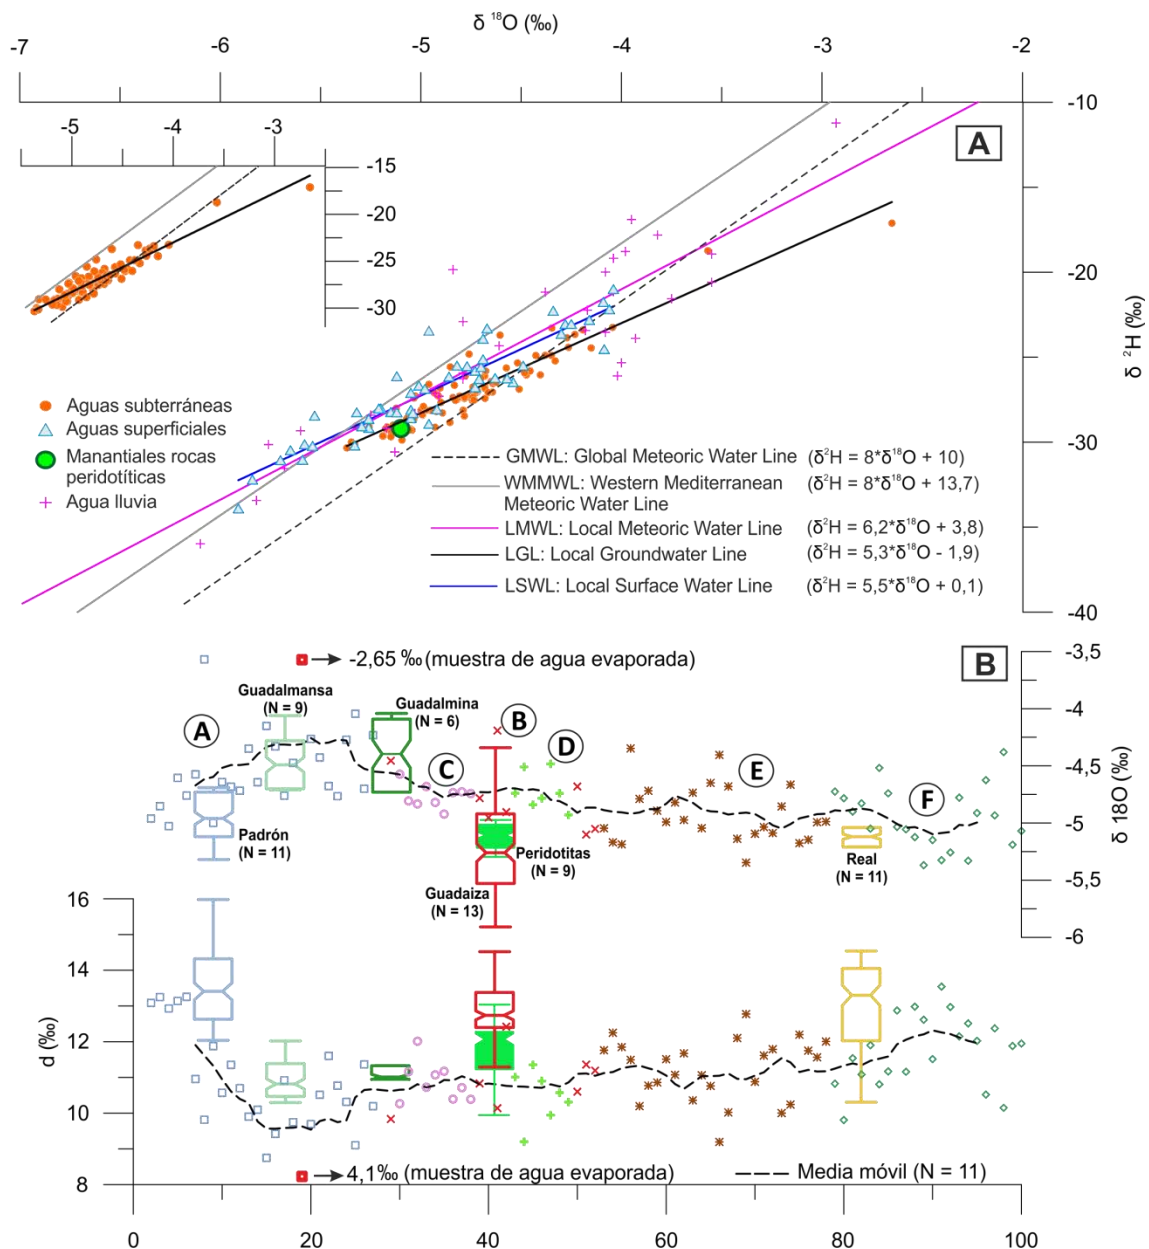 δ ¹⁸O (‰)
-7 -6 -5 -4 -3 -2
-10
-5 -4 -3
A
-15
-20
-25
-30
-20
δ ²H (‰)
Aguas subterráneas
Aguas superficiales
Manantiales rocas
peridotíticas
Agua lluvia
-30
GMWL: Global Meteoric Water Line (δ²H = 8*δ¹⁸O + 10)
WMMWL: Western Mediterranean (δ²H = 8*δ¹⁸O + 13,7)
Meteoric Water Line
LMWL: Local Meteoric Water Line (δ²H = 6,2*δ¹⁸O + 3,8)
LGL: Local Groundwater Line (δ²H = 5,3*δ¹⁸O - 1,9)
LSWL: Local Surface Water Line (δ²H = 5,5*δ¹⁸O + 0,1)
-40
-2,65 ‰ (muestra de agua evaporada)
B
-3,5
Guadalmansa
(N = 9)
Guadalmina
(N = 6)
-4
A
B
C
D
E
F
-4,5
δ 18O (‰)
Padrón
(N = 11)
Peridotitas
(N = 9)
Real
(N = 11)
-5
Guadaiza
(N = 13)
-5,5
-6
16
14
d (‰)
12
10
8
4,1‰ (muestra de agua evaporada)
Media móvil (N = 11)
0 20 40 60 80 100